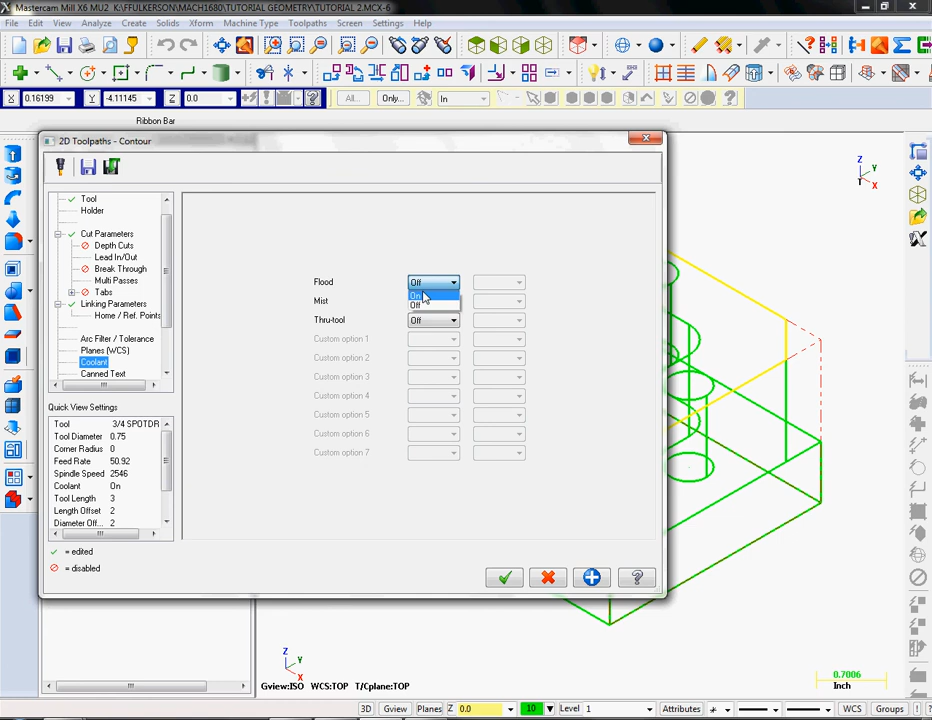 Mastercam Mill X6 MU2 K:\FFULKERSON\MACH1680\TUTORIAL GEOMETRY\TUTORIAL 2.MCX-6
File Edit View Analyze Create Solids Xform Machine Type Toolpaths Screen Settings Help
X 0.16199 Y -4.11145 Z 0.0 All... Only... In
Ribbon Bar
2D Toolpaths - Contour
Tool
Holder
Cut Parameters
Depth Cuts
Lead In/Out
Break Through
Multi Passes
Tabs
Linking Parameters
Home / Ref. Points
Arc Filter / Tolerance
Planes (WCS)
Coolant
Canned Text
Flood Off
On
Off
Mist
Thru-tool Off
Custom option 1
Custom option 2
Custom option 3
Custom option 4
Custom option 5
Custom option 6
Custom option 7
Quick View Settings
Tool 3/4 SPOTDR
Tool Diameter 0.75
Corner Radius 0
Feed Rate 50.92
Spindle Speed 2546
Coolant On
Tool Length 3
Length Offset 2
Diameter Off... 2
= edited
= disabled
Z
Y
X
T
Z
Y
X
Gview:ISO WCS:TOP T/Cplane:TOP
0.7006
Inch
3D Gview Planes Z 0.0 10 Level 1 Attributes WCS Groups ?